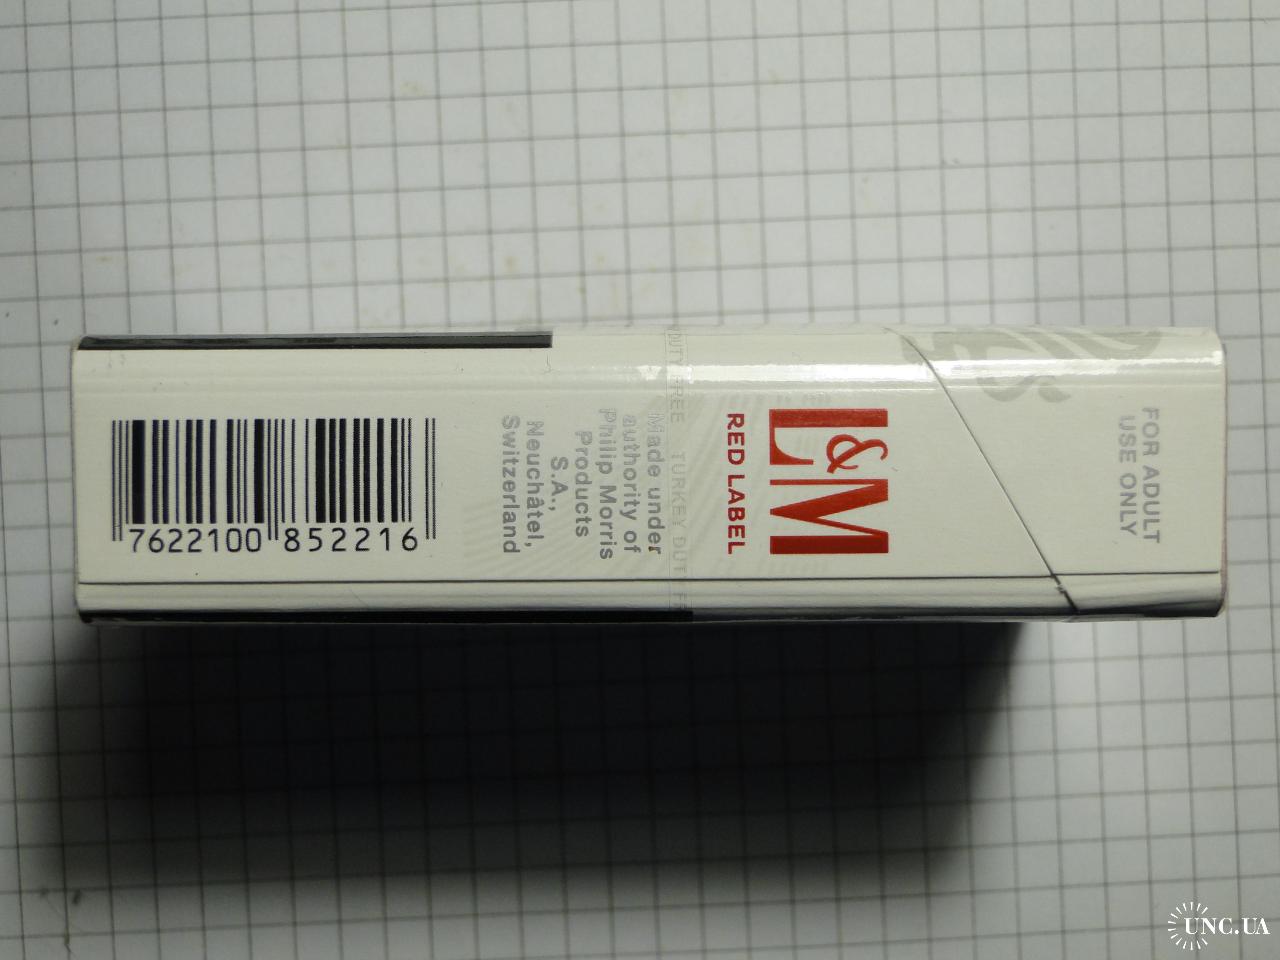 FOR ADULT
USE ONLY
L&M
RED LABEL
DUTY FREE TURKEY DUTY FR
Made under
authority of
Philip Morris
Products
S.A.,
Neuchâtel,
Switzerland
7622100 852216
UNC.UA